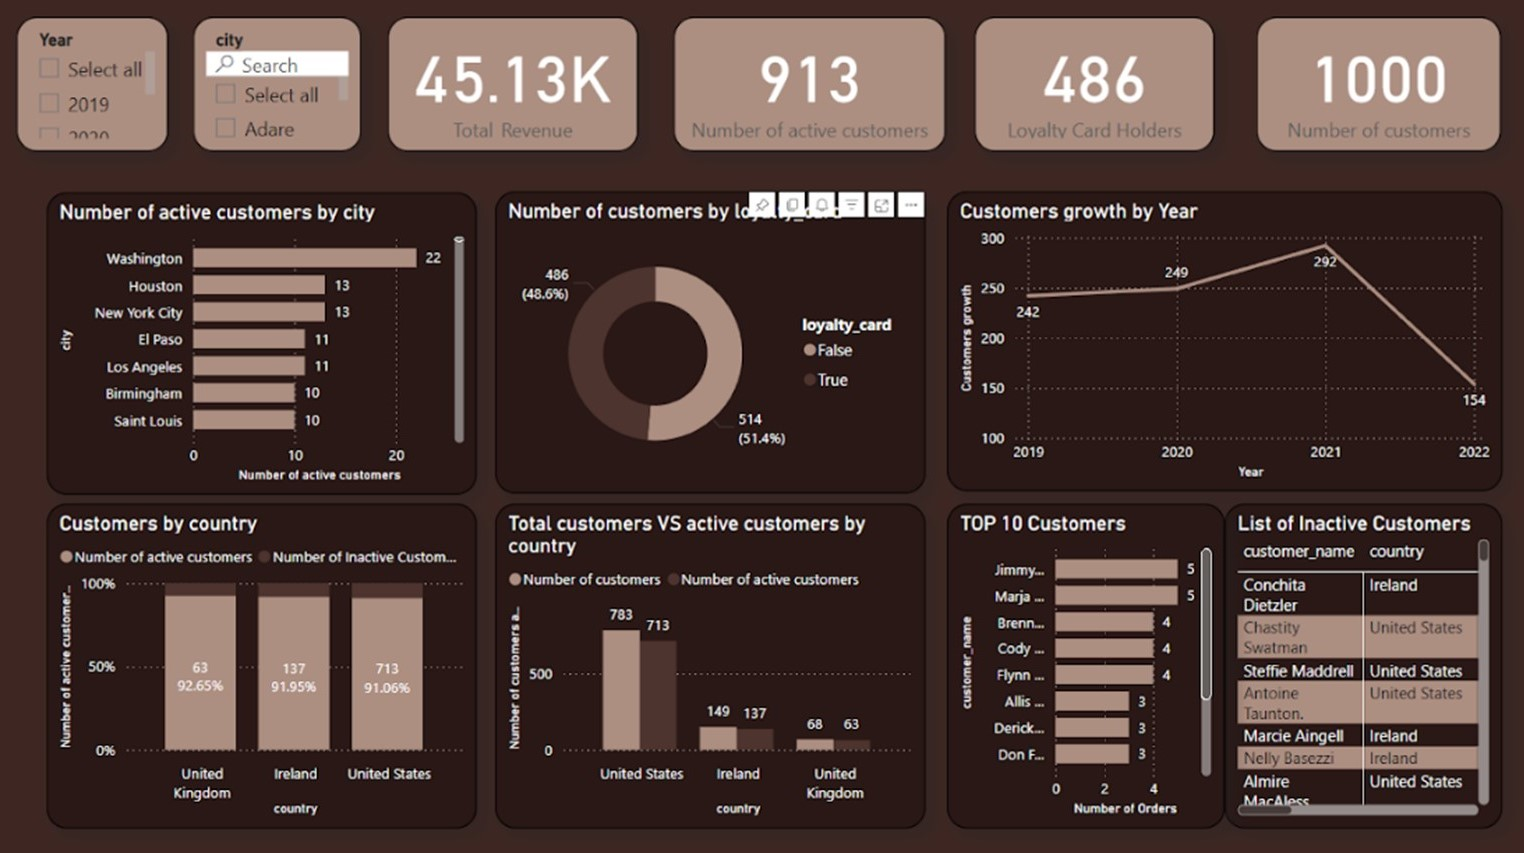 Year
Select all
2019
2020
city
Search
Select all
Adare
45.13K
Total Revenue
913
Number of active customers
486
Loyalty Card Holders
1000
Number of customers
Number of active customers by city
city
Washington
22
Houston
13
New York City
13
El Paso
11
Los Angeles
11
Birmingham
10
Saint Louis
10
0
10
20
Number of active customers
Number of customers by loyalty_card
486
(48.6%)
514
(51.4%)
loyalty_card
False
True
Customers growth by Year
Customers growth
300
250
200
150
100
242
249
292
154
2019
2020
2021
2022
Year
Customers by country
Number of active customers
Number of Inactive Custom...
Number of active customer...
100%
50%
0%
63
92.65%
137
91.95%
713
91.06%
United
Kingdom
Ireland
United States
country
Total customers VS active customers by
country
Number of customers
Number of active customers
Number of customers a...
500
0
783
713
149
137
68
63
United States
Ireland
United
Kingdom
country
TOP 10 Customers
customer_name
Jimmy...
5
Marja ...
5
Brenn...
4
Cody ...
4
Flynn ...
4
Allis ...
3
Derick...
3
Don F...
3
0
2
4
Number of Orders
List of Inactive Customers
customer_name
country
Conchita
Dietzler
Ireland
Chastity
Swatman
United States
Steffie Maddrell
United States
Antoine
Taunton.
United States
Marcie Aingell
Ireland
Nelly Basezzi
Ireland
Almire
MacAless
United States